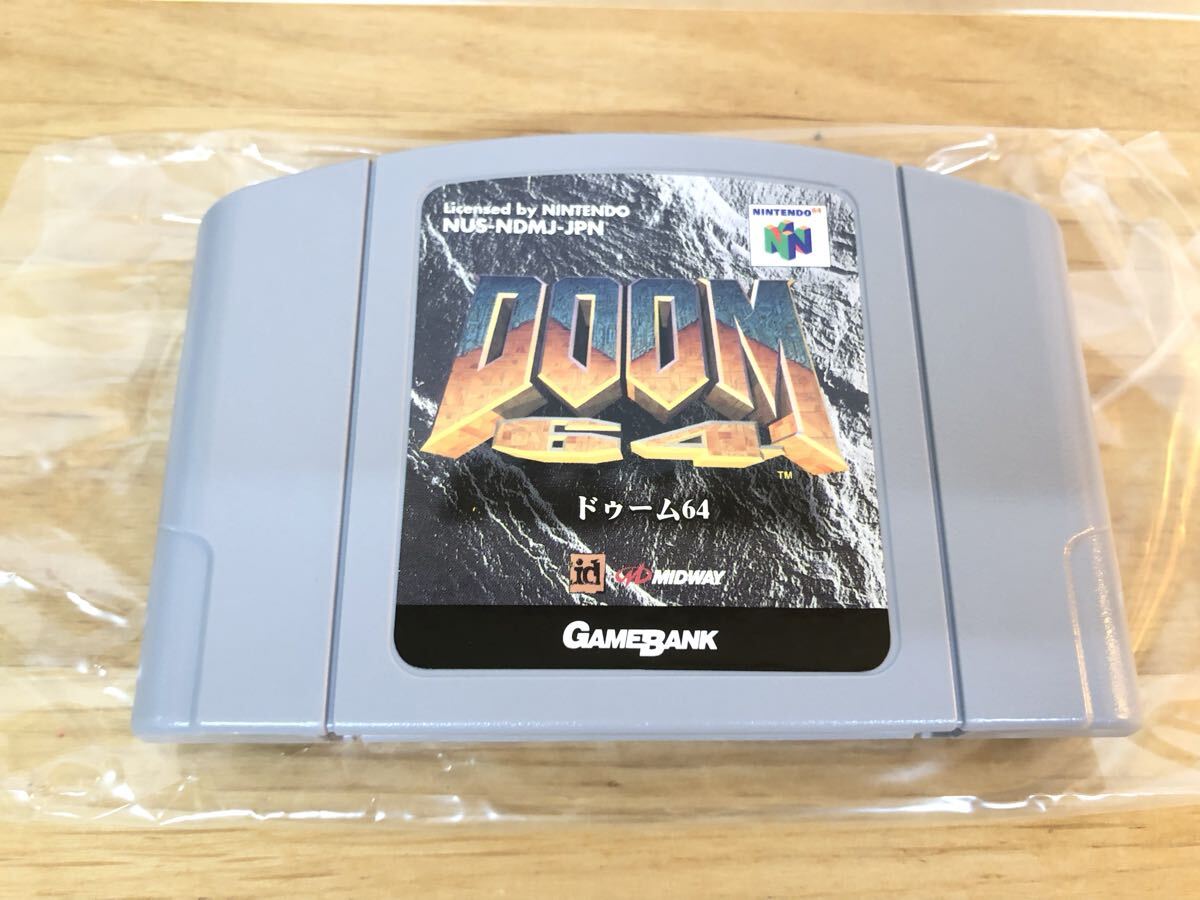 Licensed by NINTENDO
NUS-NDMJ-JPN
NINTENDO64
DOOM
64
TM
ドゥーム64
id
MIDWAY
GAMEBANK